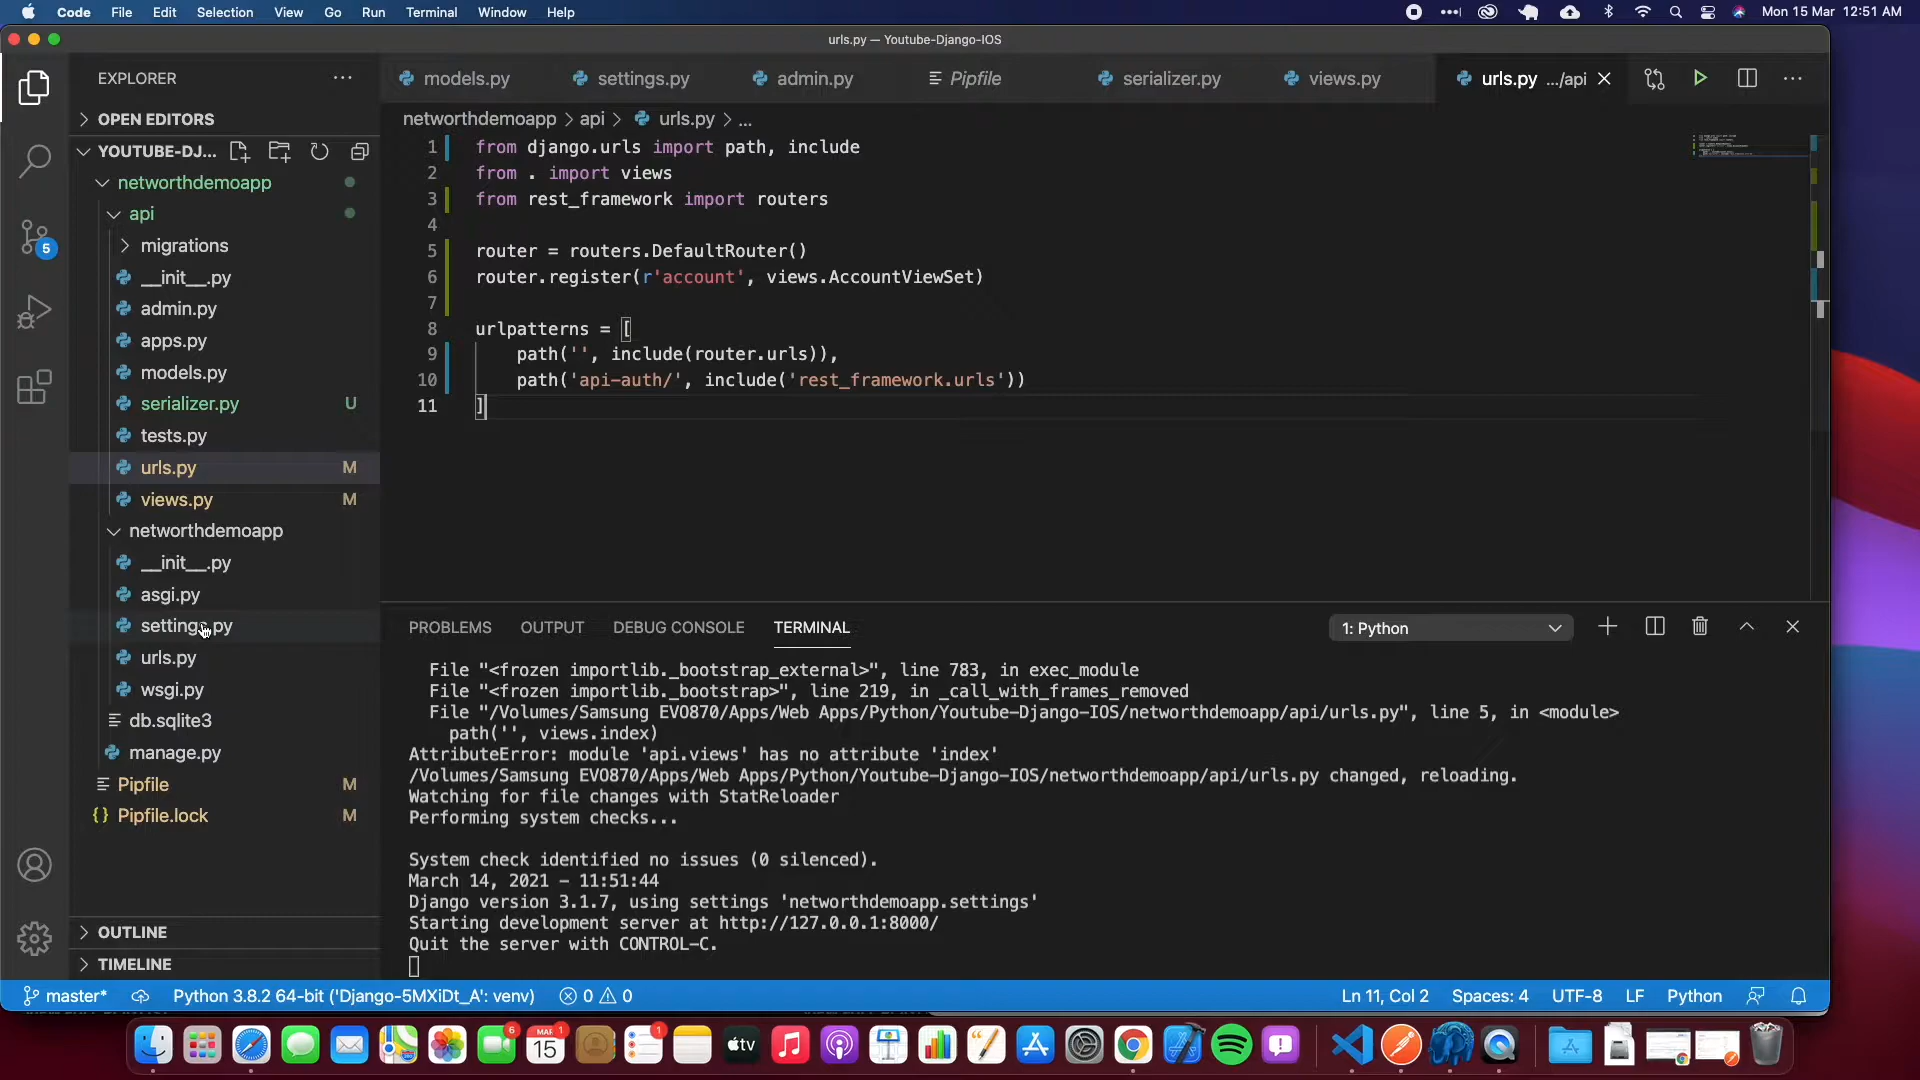 Code File Edit Selection View Go Run Terminal Window Help Mon 15 Mar 12:51 AM
urls.py — Youtube-Django-IOS
EXPLORER
models.py settings.py admin.py Pipfile serializer.py views.py urls.py .../api
OPEN EDITORS
networthdemoapp > api > urls.py > ...
YOUTUBE-DJ...
networthdemoapp
api
migrations
__init__.py
admin.py
apps.py
models.py
serializer.py U
tests.py
urls.py M
views.py M
networthdemoapp
__init__.py
asgi.py
settings.py
urls.py
wsgi.py
db.sqlite3
manage.py
Pipfile M
Pipfile.lock M
OUTLINE
TIMELINE
5
1 from django.urls import path, include
2 from . import views
3 from rest_framework import routers
4
5 router = routers.DefaultRouter()
6 router.register(r'account', views.AccountViewSet)
7
8 urlpatterns = [
9 path('', include(router.urls)),
10 path('api-auth/', include('rest_framework.urls'))
11 ]
PROBLEMS OUTPUT DEBUG CONSOLE TERMINAL 1: Python
File "<frozen importlib._bootstrap_external>", line 783, in exec_module
File "<frozen importlib._bootstrap>", line 219, in _call_with_frames_removed
File "/Volumes/Samsung EVO870/Apps/Web Apps/Python/Youtube-Django-IOS/networthdemoapp/api/urls.py", line 5, in <module>
path('', views.index)
AttributeError: module 'api.views' has no attribute 'index'
/Volumes/Samsung EVO870/Apps/Web Apps/Python/Youtube-Django-IOS/networthdemoapp/api/urls.py changed, reloading.
Watching for file changes with StatReloader
Performing system checks...
System check identified no issues (0 silenced).
March 14, 2021 - 11:51:44
Django version 3.1.7, using settings 'networthdemoapp.settings'
Starting development server at http://127.0.0.1:8000/
Quit the server with CONTROL-C.
master* Python 3.8.2 64-bit ('Django-5MXiDt_A': venv) 0 0 Ln 11, Col 2 Spaces: 4 UTF-8 LF Python
6 MAR 15 1 1 tv